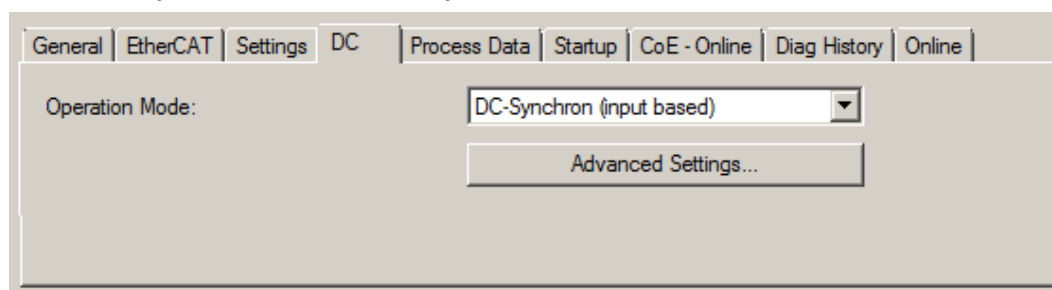 General EtherCAT Settings DC Process Data Startup CoE - Online Diag History Online
Operation Mode: DC-Synchron (input based)
Advanced Settings...